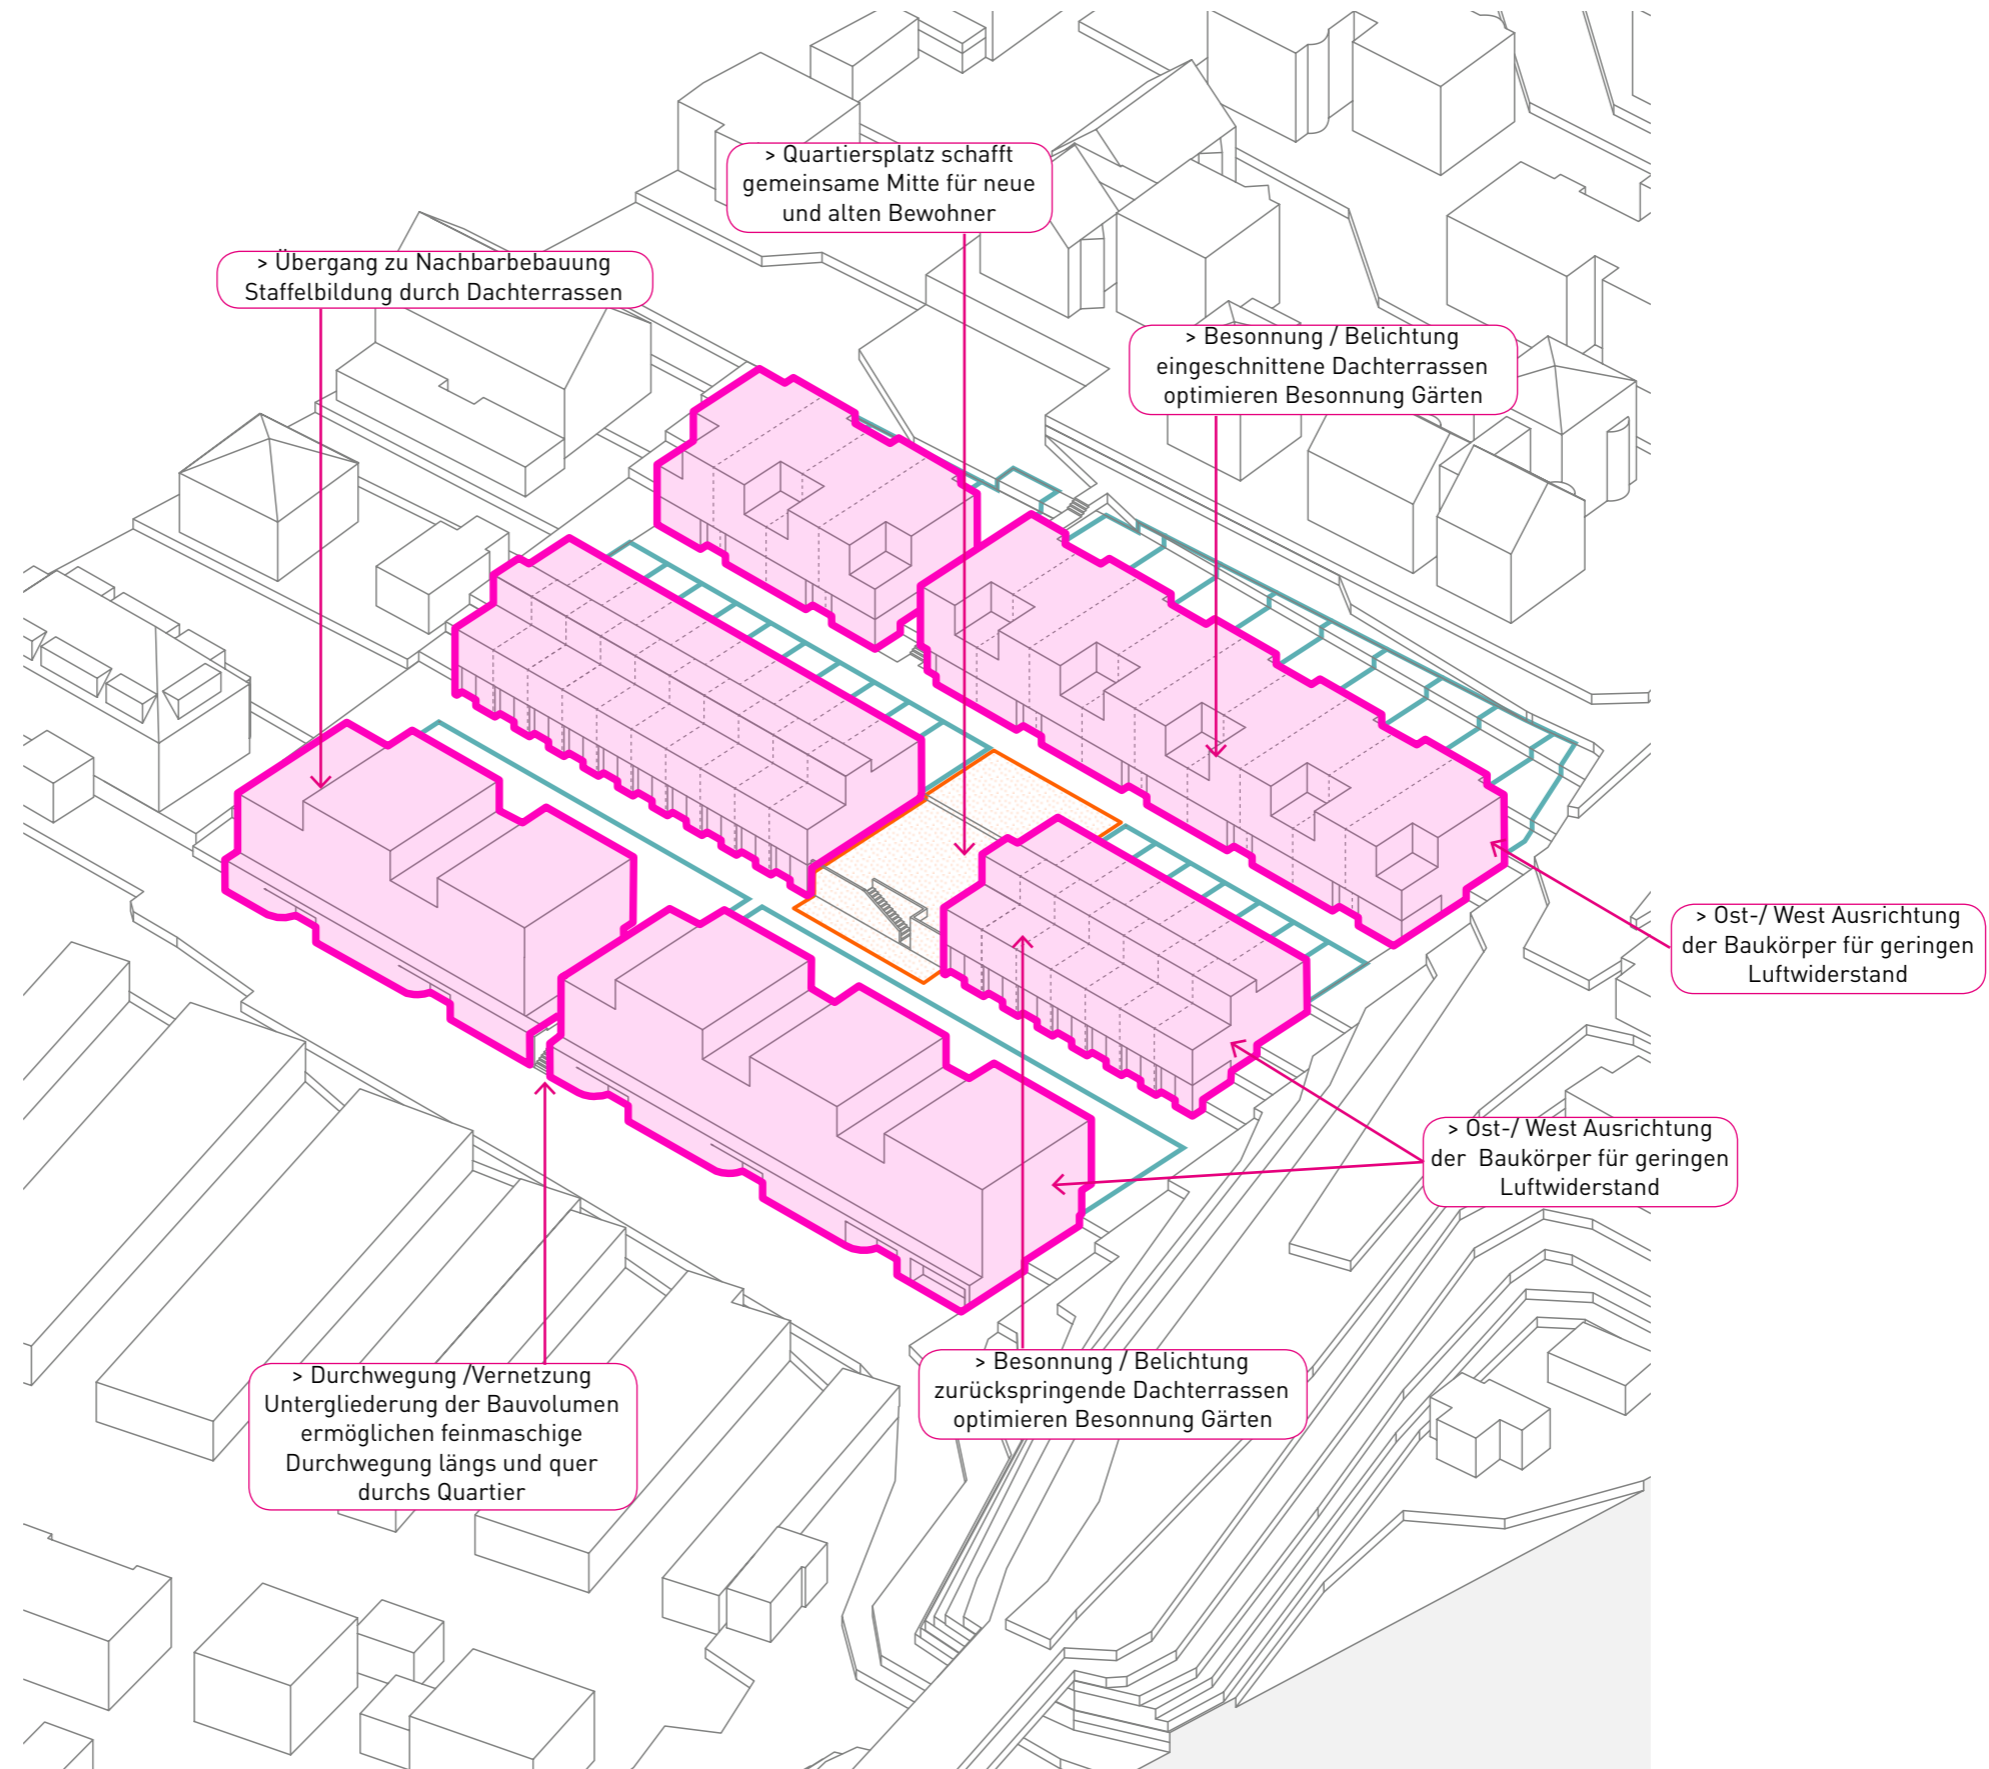 > Quartiersplatz schafft
gemeinsame Mitte für neue
und alten Bewohner
> Übergang zu Nachbarbebauung
Staffelbildung durch Dachterrassen
> Besonnung / Belichtung
eingeschnittene Dachterrassen
optimieren Besonnung Gärten
> Ost-/ West Ausrichtung
der Baukörper für geringen
Luftwiderstand
> Ost-/ West Ausrichtung
der  Baukörper für geringen
Luftwiderstand
> Besonnung / Belichtung
zurückspringende Dachterrassen
optimieren Besonnung Gärten
> Durchwegung /Vernetzung
Untergliederung der Bauvolumen
ermöglichen feinmaschige
Durchwegung längs und quer
durchs Quartier